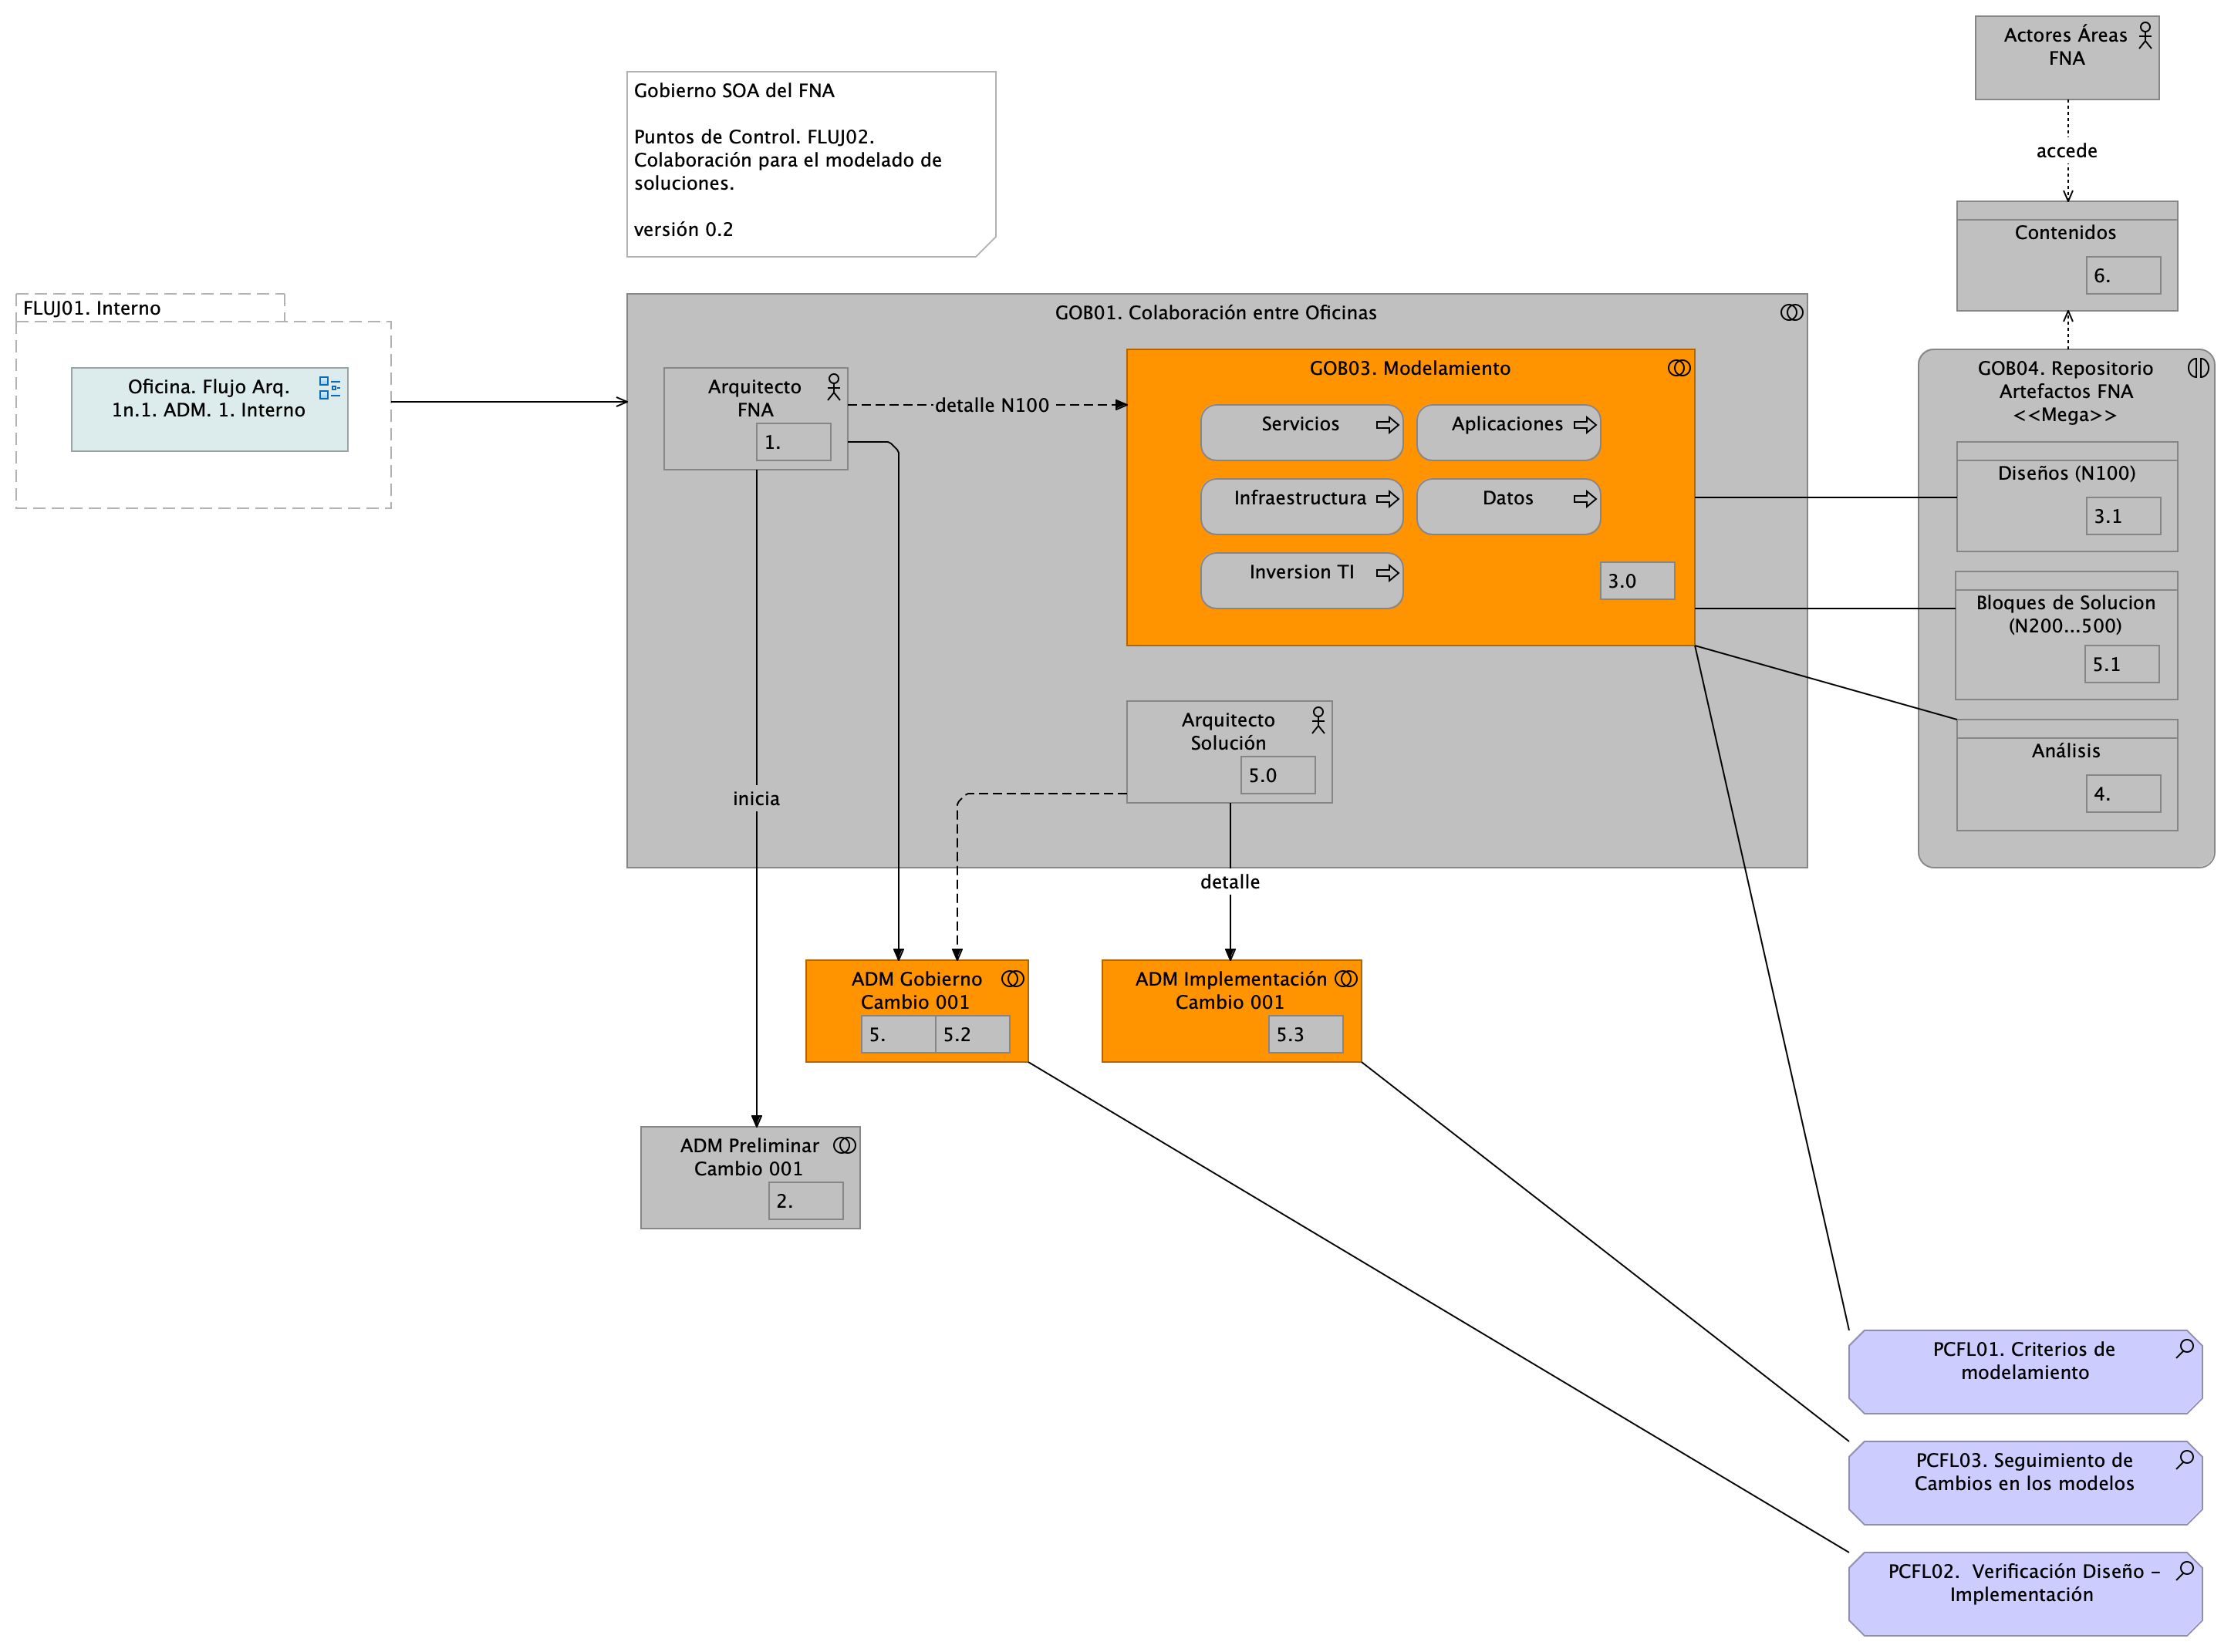 Actores Áreas
FNA
Gobierno SOA del FNA
Puntos de Control. FLUJ02.
Colaboración para el modelado de
soluciones.
versión 0.2
accede
Contenidos
6.
FLUJ01. Interno
Oficina. Flujo Arq.
1n.1. ADM. 1. Interno
GOB01. Colaboración entre Oficinas
Arquitecto
FNA
1.
detalle N100
GOB03. Modelamiento
Servicios
Aplicaciones
Infraestructura
Datos
Inversion TI
3.0
GOB04. Repositorio
Artefactos FNA
<<Mega>>
Diseños (N100)
3.1
Bloques de Solucion
(N200...500)
5.1
Análisis
4.
Arquitecto
Solución
5.0
inicia
detalle
ADM Gobierno
Cambio 001
5.
5.2
ADM Implementación
Cambio 001
5.3
ADM Preliminar
Cambio 001
2.
PCFL01. Criterios de
modelamiento
PCFL03. Seguimiento de
Cambios en los modelos
PCFL02.  Verificación Diseño -
Implementación